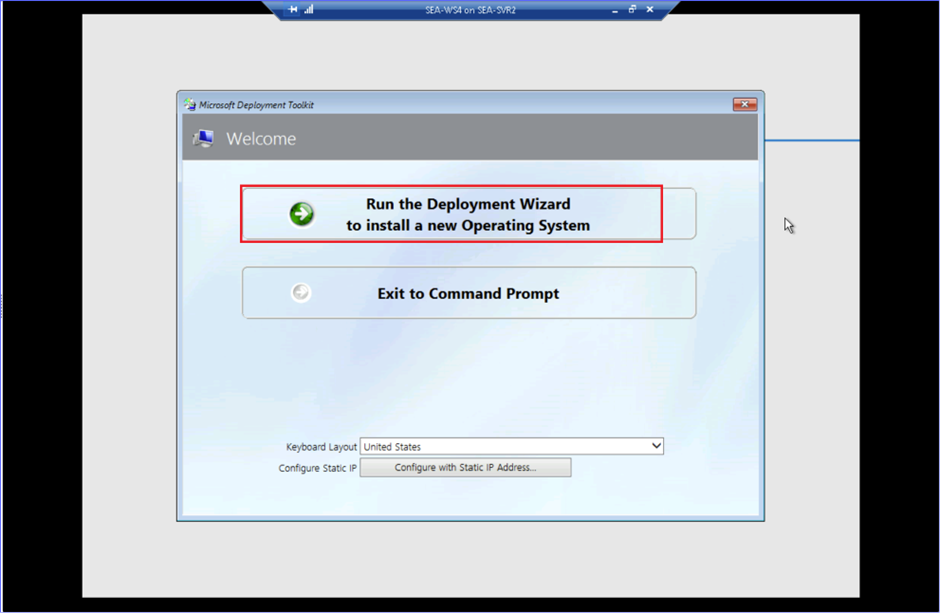 SEA-WS4 on SEA-SVR2
Microsoft Deployment Toolkit
Welcome
Run the Deployment Wizard
to install a new Operating System
Exit to Command Prompt
Keyboard Layout United States
Configure Static IP Configure with Static IP Address...